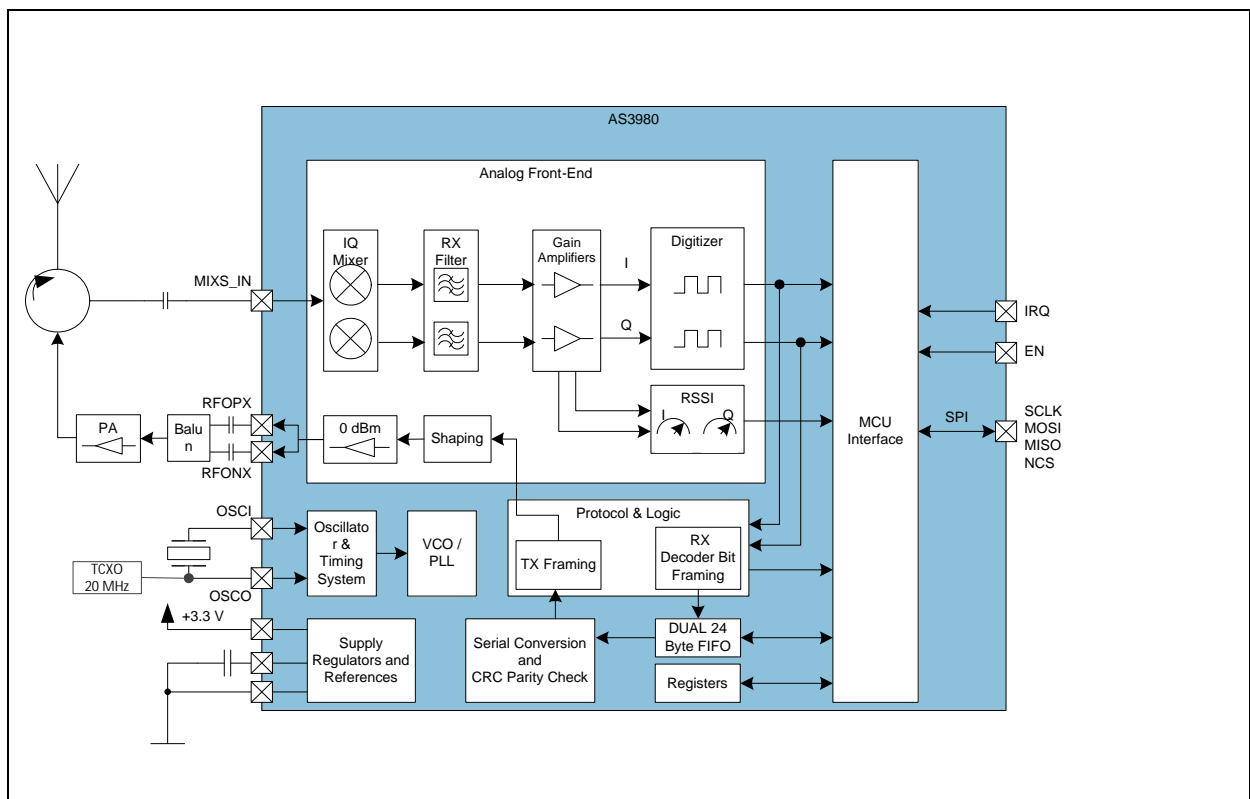 AS3980
Analog Front-End
IQ
Mixer
RX
Filter
Gain
Amplifiers
I
Q
Digitizer
MIXS_IN
RSSI
I
Q
RFOPX
RFONX
PA
Balu
n
0 dBm
Shaping
MCU
Interface
IRQ
EN
SPI
SCLK
MOSI
MISO
NCS
OSCI
OSCO
TCXO
20 MHz
Oscillato
r &
Timing
System
VCO /
PLL
Protocol & Logic
TX Framing
RX
Decoder Bit
Framing
+3.3 V
Supply
Regulators and
References
Serial Conversion
and
CRC Parity Check
DUAL 24
Byte FIFO
Registers